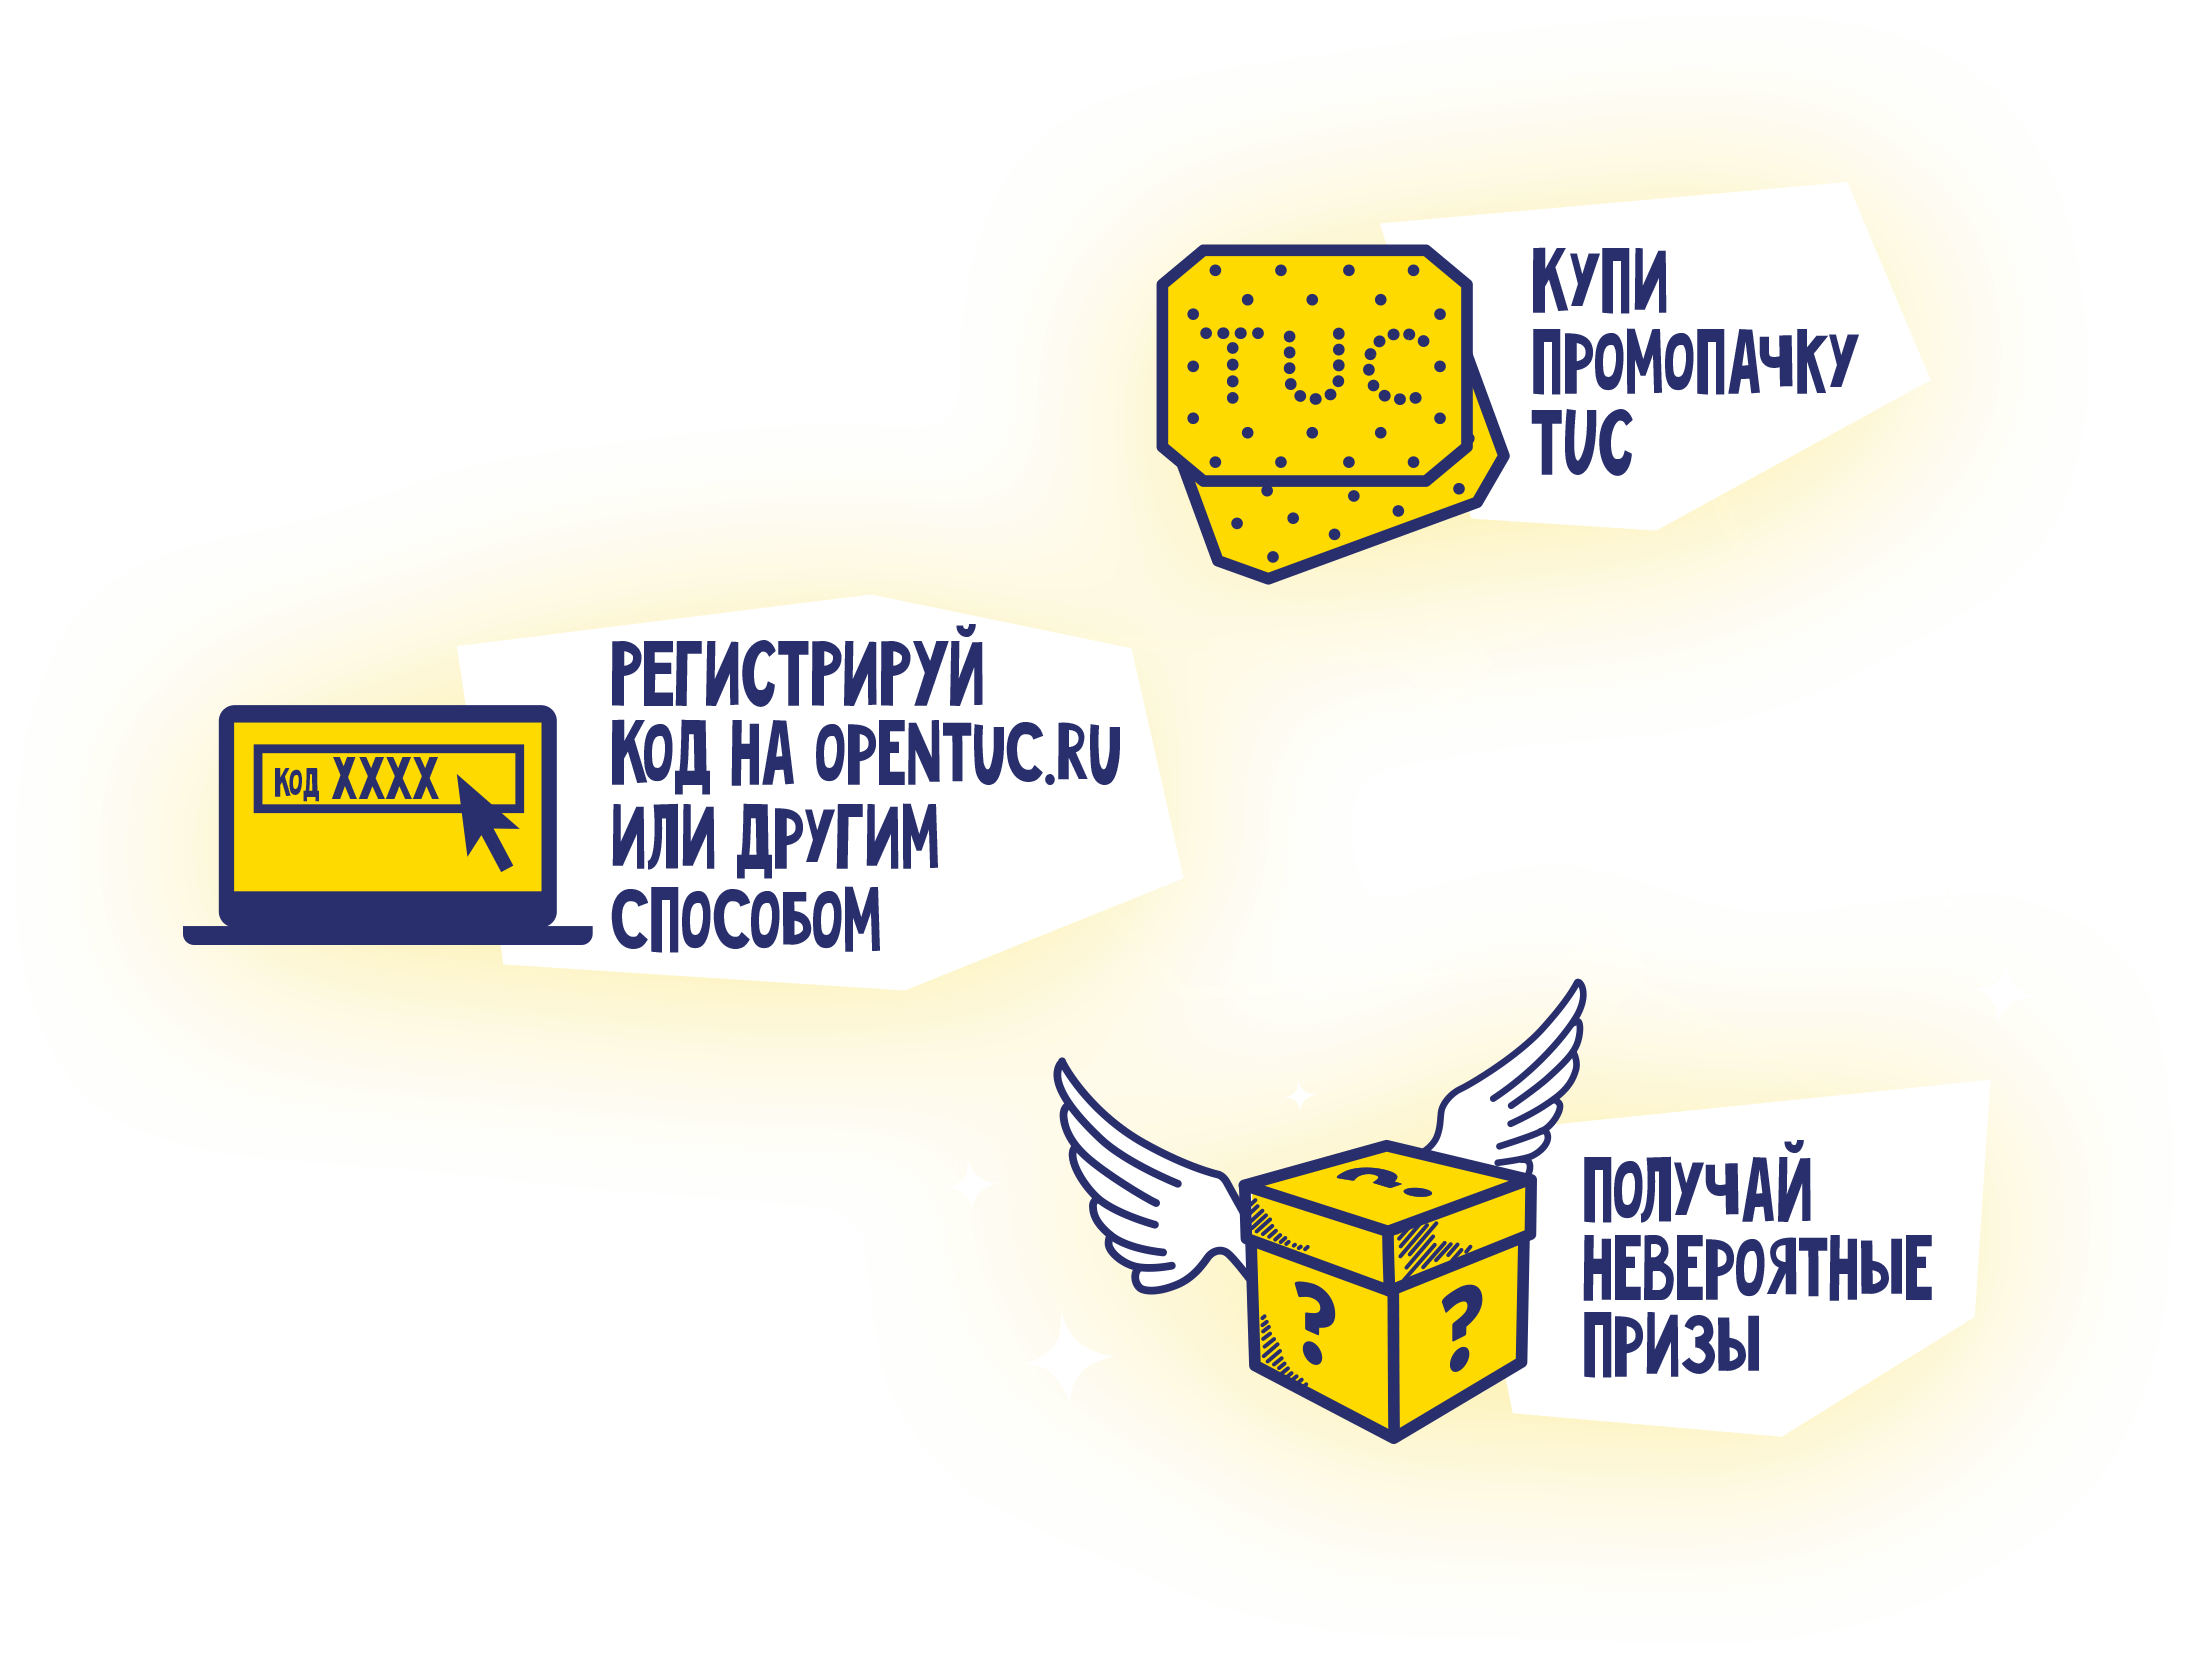 TUC
КУПИ
ПРОМОПАЧКУ
TUC
РЕГИСТРИРУЙ
КОД НА OPENTUC.RU
ИЛИ ДРУГИМ
СПОСОБОМ
КОД XXXX
ПОЛУЧАЙ
НЕВЕРОЯТНЫЕ
ПРИЗЫ
?
? ?